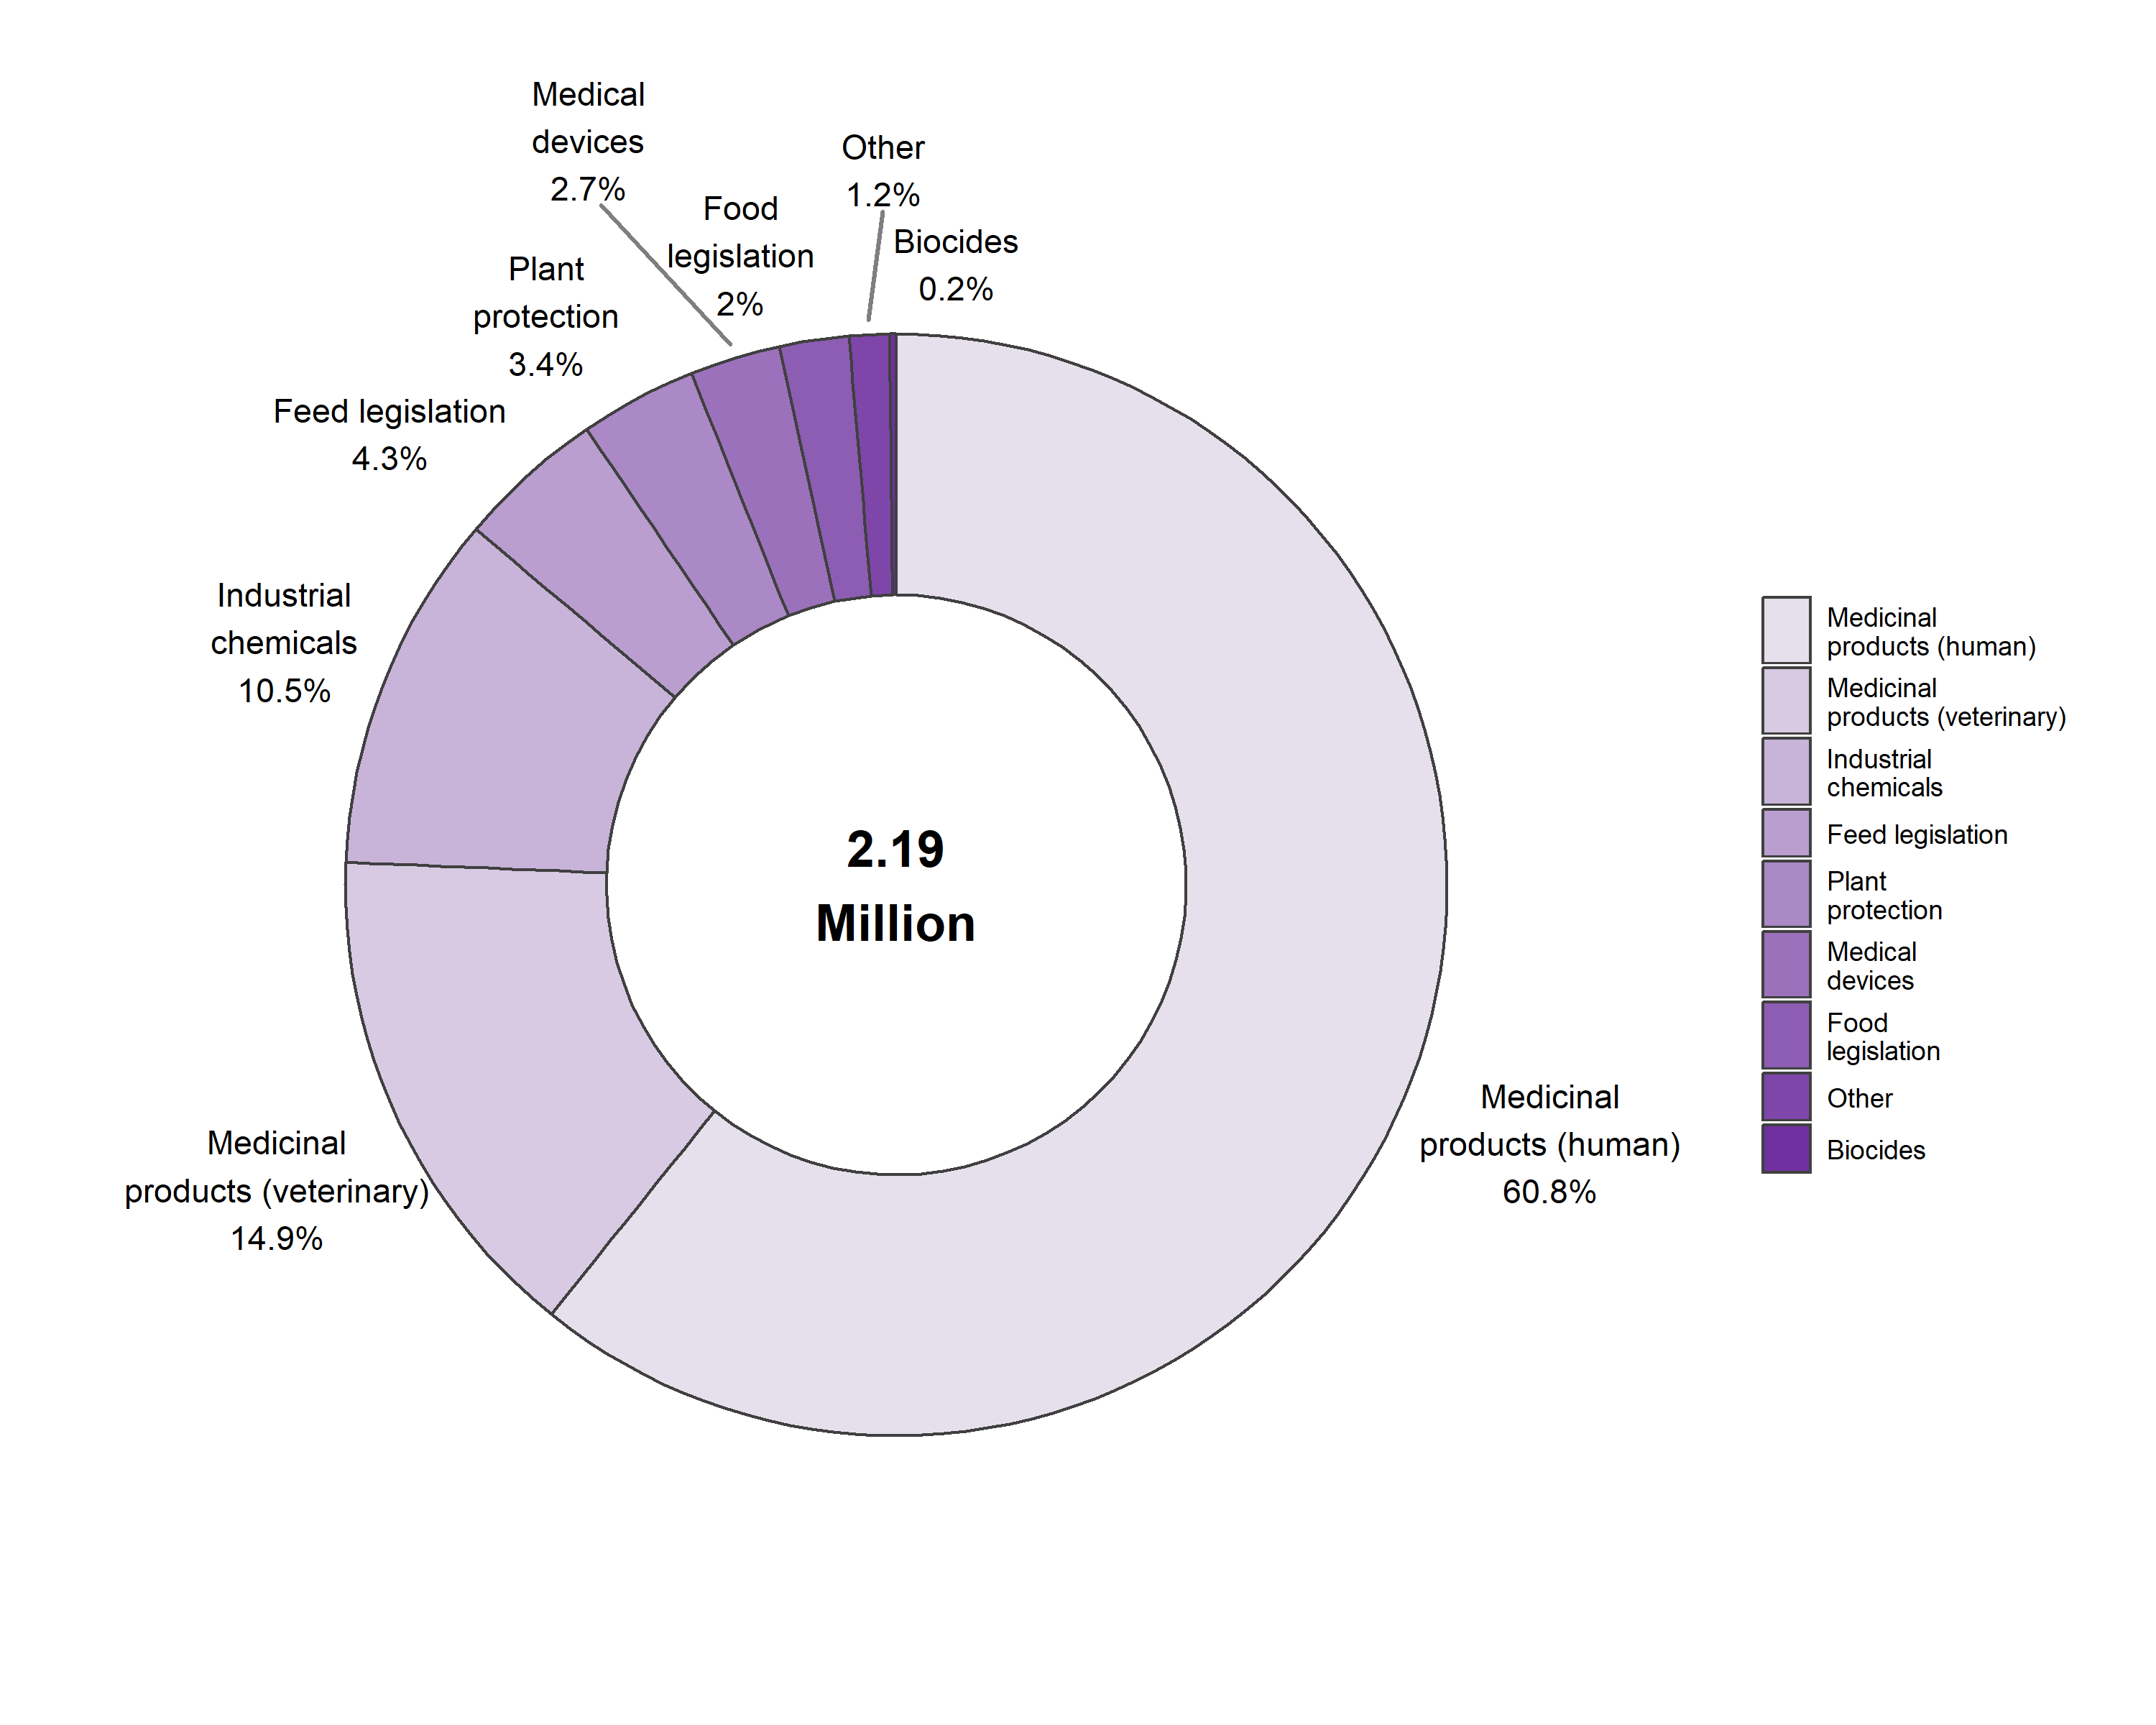 Medical
devices
2.7%
Other
1.2%
Food
legislation
2%
Biocides
0.2%
Plant
protection
3.4%
Feed legislation
4.3%
Industrial
chemicals
10.5%
2.19
Million
Medicinal
products (human)
60.8%
Medicinal
products (veterinary)
14.9%
Medicinal
products (human)
Medicinal
products (veterinary)
Industrial
chemicals
Feed legislation
Plant
protection
Medical
devices
Food
legislation
Other
Biocides